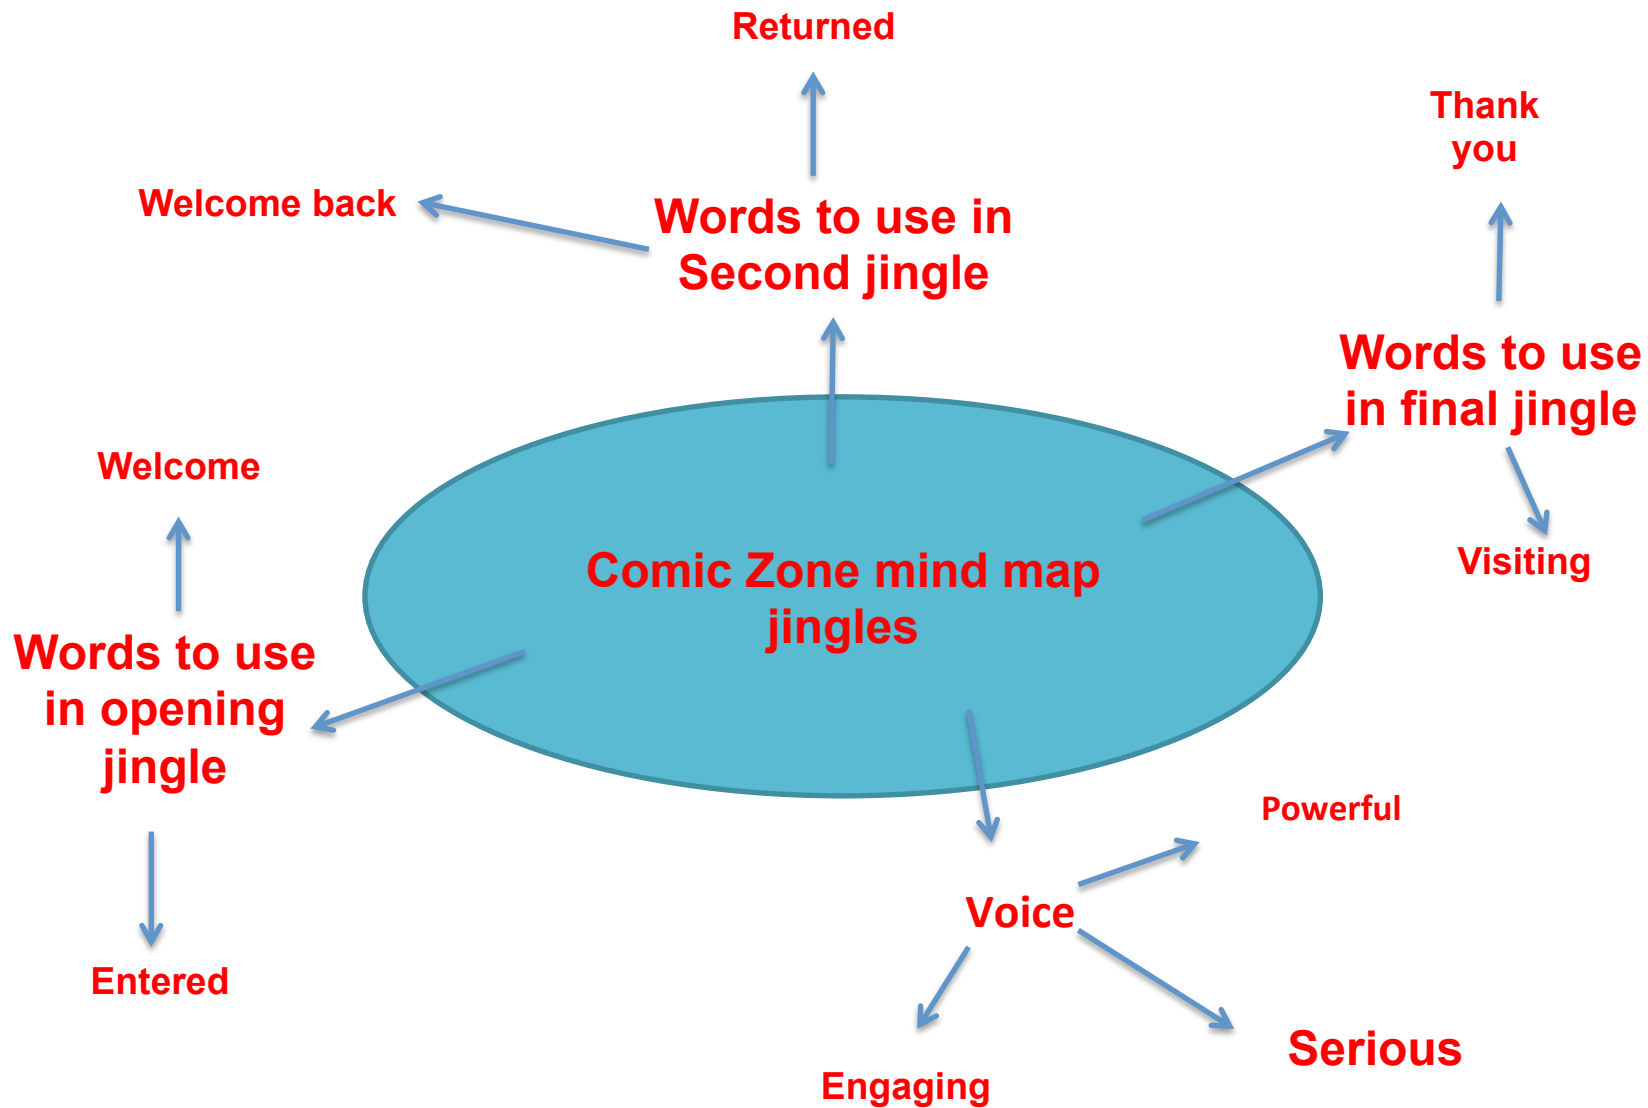 Returned
Thank
you
Welcome back
Words to use in
Second jingle
Words to use
in final jingle
Welcome
Visiting
Comic Zone mind map
jingles
Words to use
in opening
jingle
Powerful
Voice
Entered
Serious
Engaging